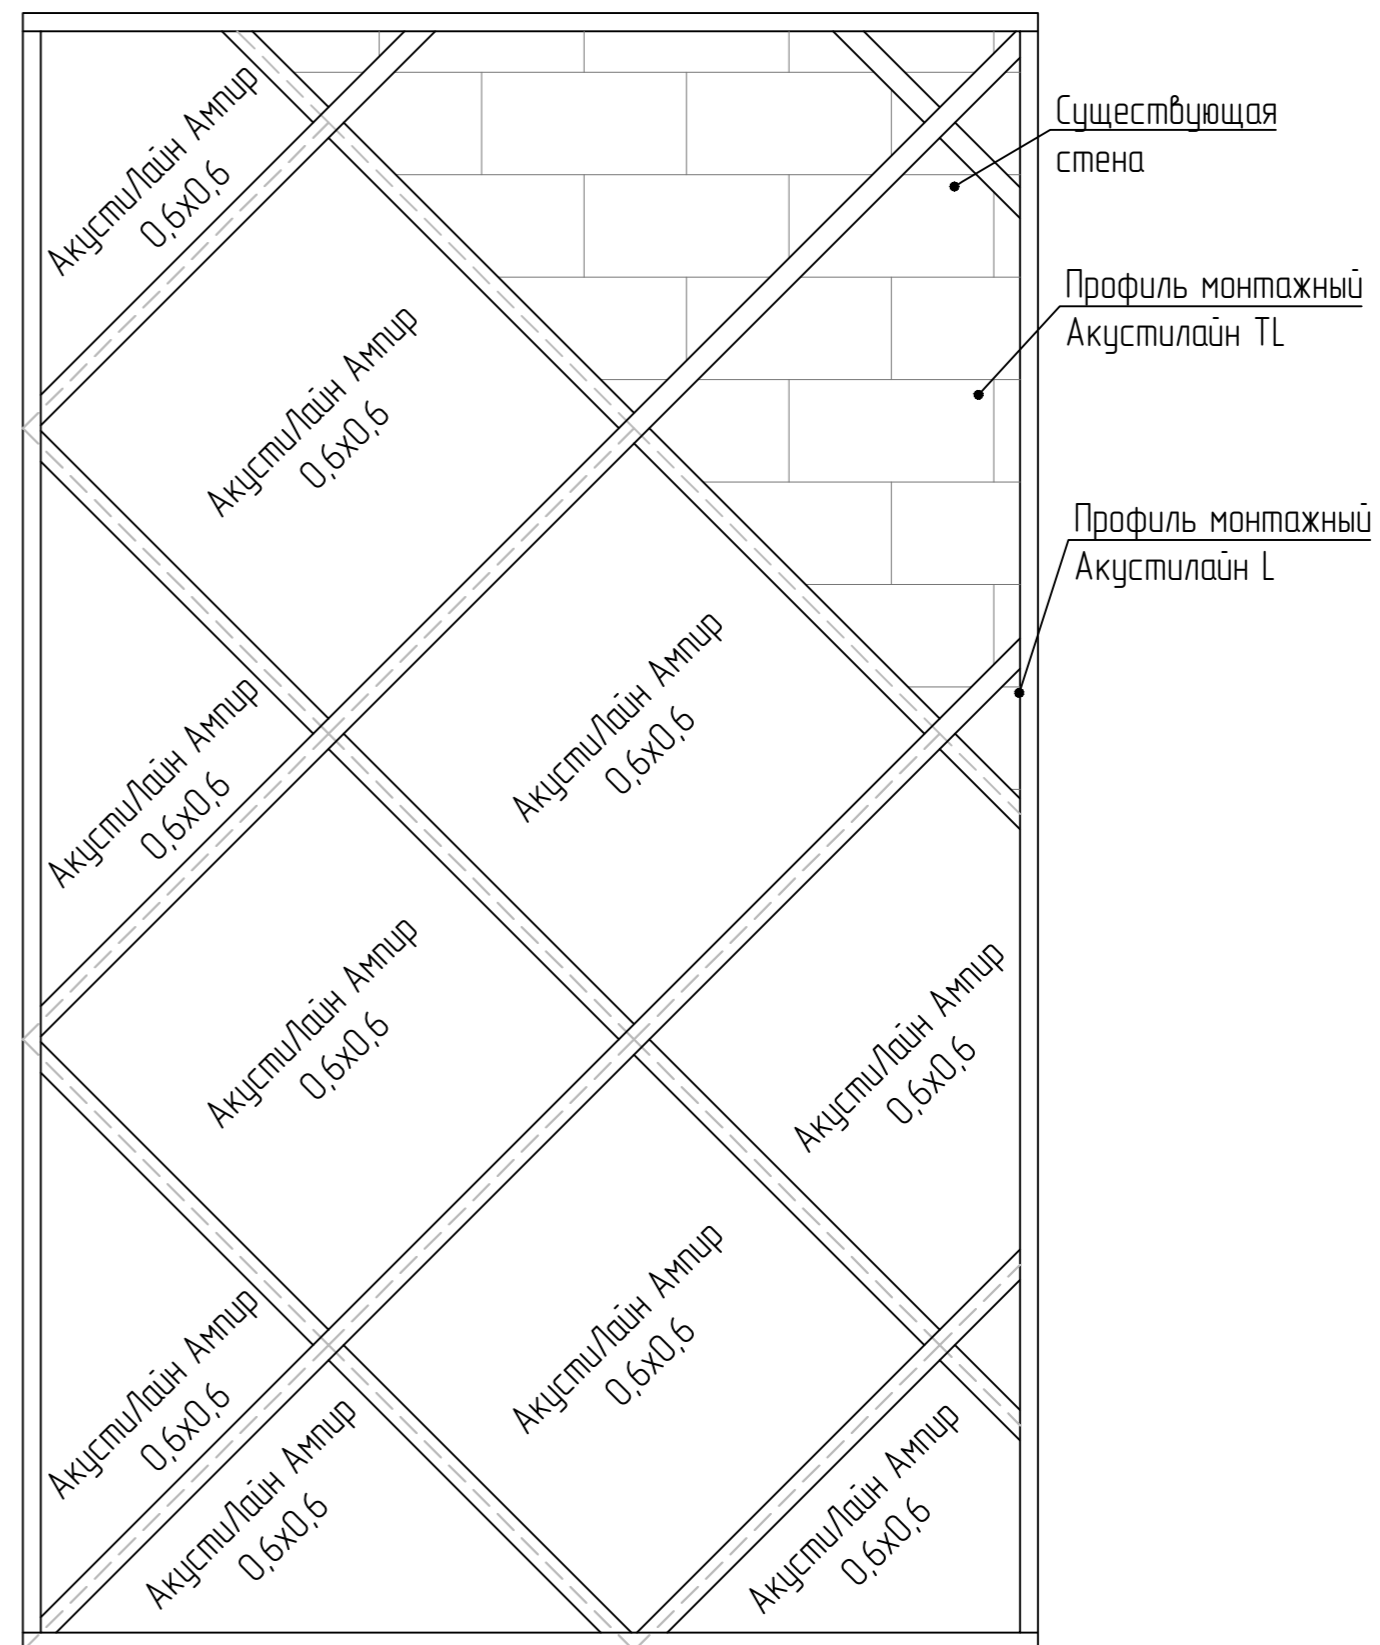 АкустиЛайн Ампир
0,6х0,6
Существующая
стена
Профиль монтажный
Акустилайн TL
АкустиЛайн Ампир
0,6х0,6
Профиль монтажный
Акустилайн L
АкустиЛайн Ампир
0,6х0,6
АкустиЛайн Ампир
0,6х0,6
АкустиЛайн Ампир
0,6х0,6
АкустиЛайн Ампир
0,6х0,6
АкустиЛайн Ампир
0,6х0,6
АкустиЛайн Ампир
0,6х0,6
АкустиЛайн Ампир
0,6х0,6
АкустиЛайн Ампир
0,6х0,6